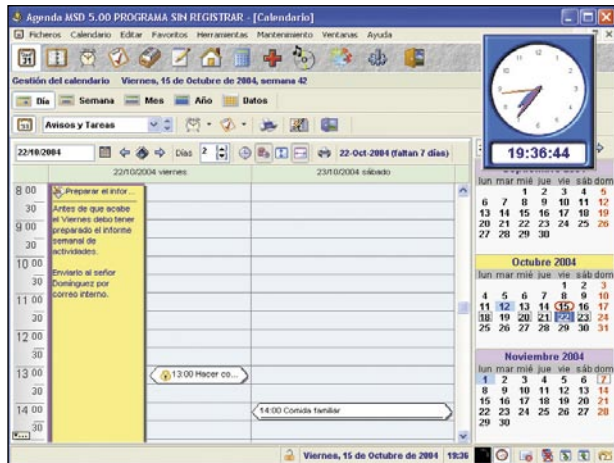 Agenda MSD 5.00 PROGRAMA SIN REGISTRAR - [Calendario]
Ficheros Calendario Editar Favoritos Herramientas Mantenimiento Ventanas Ayuda
Gestión del calendario Viernes, 15 de Octubre de 2004, semana 42
Día Semana Mes Año Datos
Avisos y Tareas
22/10/2004 Días 2 22-Oct-2004 (faltan 7 días)
22/10/2004 viernes 23/10/2004 sábado
8 00
30
9 00
30
10 00
30
11 00
30
12 00
30
13 00
30
14 00
Preparar el infor...
Antes de que acabe
el Viernes debo tener
preparado el informe
semanal de
actividades.
Enviarlo al señor
Domínguez por
correo interno.
13:00 Hacer co...
14:00 Comida familiar
19:36:44
lun mar mié jue vie sáb dom
1 2 3 4 5
6 7 8 9 10 11 12
13 14 15 16 17 18 19
20 21 22 23 24 25 26
27 28 29 30
Octubre 2004
lun mar mié jue vie sáb dom
1 2 3
4 5 6 7 8 9 10
11 12 13 14 15 16 17
18 19 20 21 22 23 24
25 26 27 28 29 30 31
Noviembre 2004
lun mar mié jue vie sáb dom
1 2 3 4 5 6 7
8 9 10 11 12 13 14
15 16 17 18 19 20 21
22 23 24 25 26 27 28
29 30
Viernes, 15 de Octubre de 2004 19:36